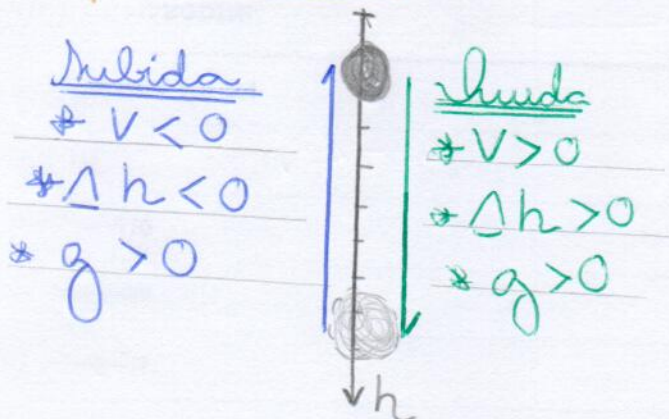 Subida
* V < 0
* Δh < 0
* g > 0
Queda
* V > 0
* Δh > 0
* g > 0
h